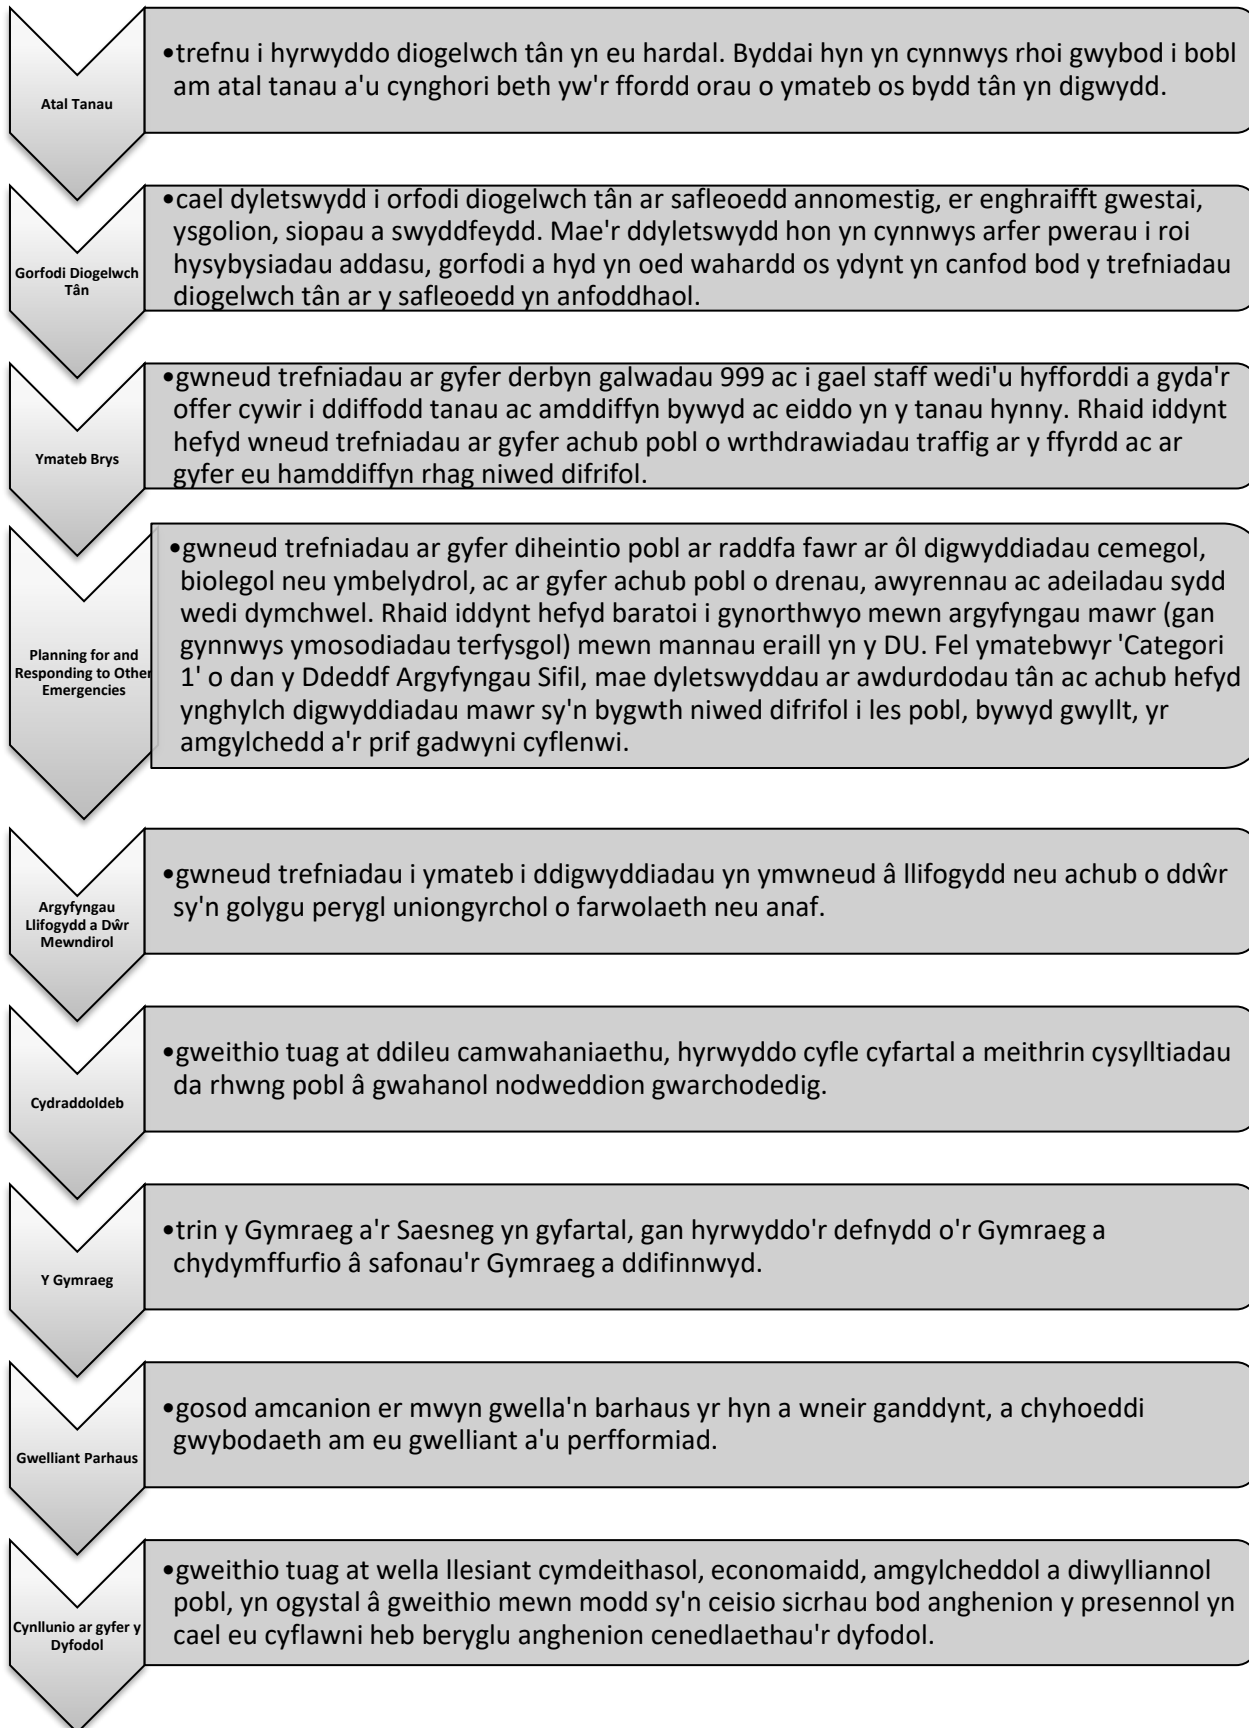 Atal Tanau
•trefnu i hyrwyddo diogelwch tân yn eu hardal. Byddai hyn yn cynnwys rhoi gwybod i bobl
am atal tanau a'u cynghori beth yw'r ffordd orau o ymateb os bydd tân yn digwydd.
Gorfodi Diogelwch
Tân
•cael dyletswydd i orfodi diogelwch tân ar safleoedd annomestig, er enghraifft gwestai,
ysgolion, siopau a swyddfeydd. Mae'r ddyletswydd hon yn cynnwys arfer pwerau i roi
hysybysiadau addasu, gorfodi a hyd yn oed wahardd os ydynt yn canfod bod y trefniadau
diogelwch tân ar y safleoedd yn anfoddhaol.
Ymateb Brys
•gwneud trefniadau ar gyfer derbyn galwadau 999 ac i gael staff wedi'u hyfforddi a gyda'r
offer cywir i ddiffodd tanau ac amddiffyn bywyd ac eiddo yn y tanau hynny. Rhaid iddynt
hefyd wneud trefniadau ar gyfer achub pobl o wrthdrawiadau traffig ar y ffyrdd ac ar
gyfer eu hamddiffyn rhag niwed difrifol.
Planning for and
Responding to Other
Emergencies
•gwneud trefniadau ar gyfer diheintio pobl ar raddfa fawr ar ôl digwyddiadau cemegol,
biolegol neu ymbelydrol, ac ar gyfer achub pobl o drenau, awyrennau ac adeiladau sydd
wedi dymchwel. Rhaid iddynt hefyd baratoi i gynorthwyo mewn argyfyngau mawr (gan
gynnwys ymosodiadau terfysgol) mewn mannau eraill yn y DU. Fel ymatebwyr 'Categori
1' o dan y Ddeddf Argyfyngau Sifil, mae dyletswyddau ar awdurdodau tân ac achub hefyd
ynghylch digwyddiadau mawr sy'n bygwth niwed difrifol i les pobl, bywyd gwyllt, yr
amgylchedd a'r prif gadwyni cyflenwi.
Argyfyngau
Llifogydd a Dŵr
Mewndirol
•gwneud trefniadau i ymateb i ddigwyddiadau yn ymwneud â llifogydd neu achub o ddŵr
sy'n golygu perygl uniongyrchol o farwolaeth neu anaf.
Cydraddoldeb
•gweithio tuag at ddileu camwahaniaethu, hyrwyddo cyfle cyfartal a meithrin cysylltiadau
da rhwng pobl â gwahanol nodweddion gwarchodedig.
Y Gymraeg
•trin y Gymraeg a'r Saesneg yn gyfartal, gan hyrwyddo'r defnydd o'r Gymraeg a
chydymffurfio â safonau'r Gymraeg a ddifinnwyd.
Gwelliant Parhaus
•gosod amcanion er mwyn gwella'n barhaus yr hyn a wneir ganddynt, a chyhoeddi
gwybodaeth am eu gwelliant a'u perfformiad.
Cynllunio ar gyfer y
Dyfodol
•gweithio tuag at wella llesiant cymdeithasol, economaidd, amgylcheddol a diwylliannol
pobl, yn ogystal â gweithio mewn modd sy'n ceisio sicrhau bod anghenion y presennol yn
cael eu cyflawni heb beryglu anghenion cenedlaethau'r dyfodol.